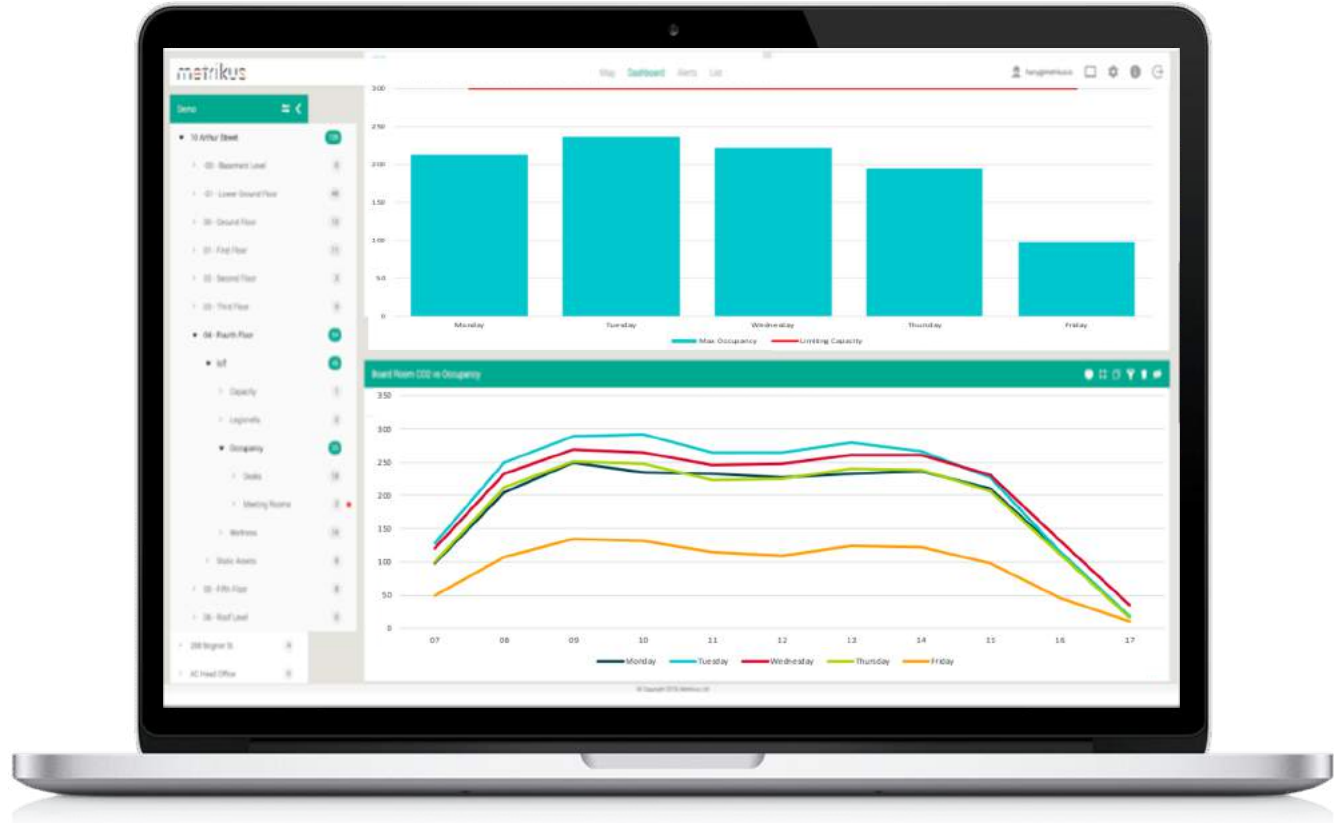 metrikus
Map Dashboard Alerts List
Demo
10 Arthur Street
-01 - Lower Ground Floor
00 - Ground Floor
01 - First Floor
02 - Second Floor
03 - Third Floor
04 - Fourth Floor
IoT
Capacity
Legionella
Occupancy
Desks
Meeting Rooms
Wellness
Static Assets
05 - Fifth Floor
06 - Roof Level
AC Head Office
300
250
200
150
100
50
0
Monday Tuesday Wednesday Thursday Friday
Max Occupancy Limiting Capacity
Board Room CO2 vs Occupancy
350
300
250
200
150
100
50
0
07 08 09 10 11 12 13 14 15 16 17
Monday Tuesday Wednesday Thursday Friday